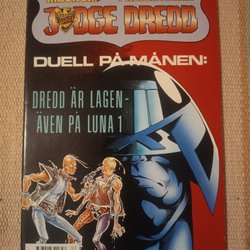 JUDGE DREDD
DUELL PÅ MÅNEN:
DREDD ÄR LAGEN-
ÄVEN PÅ LUNA 1